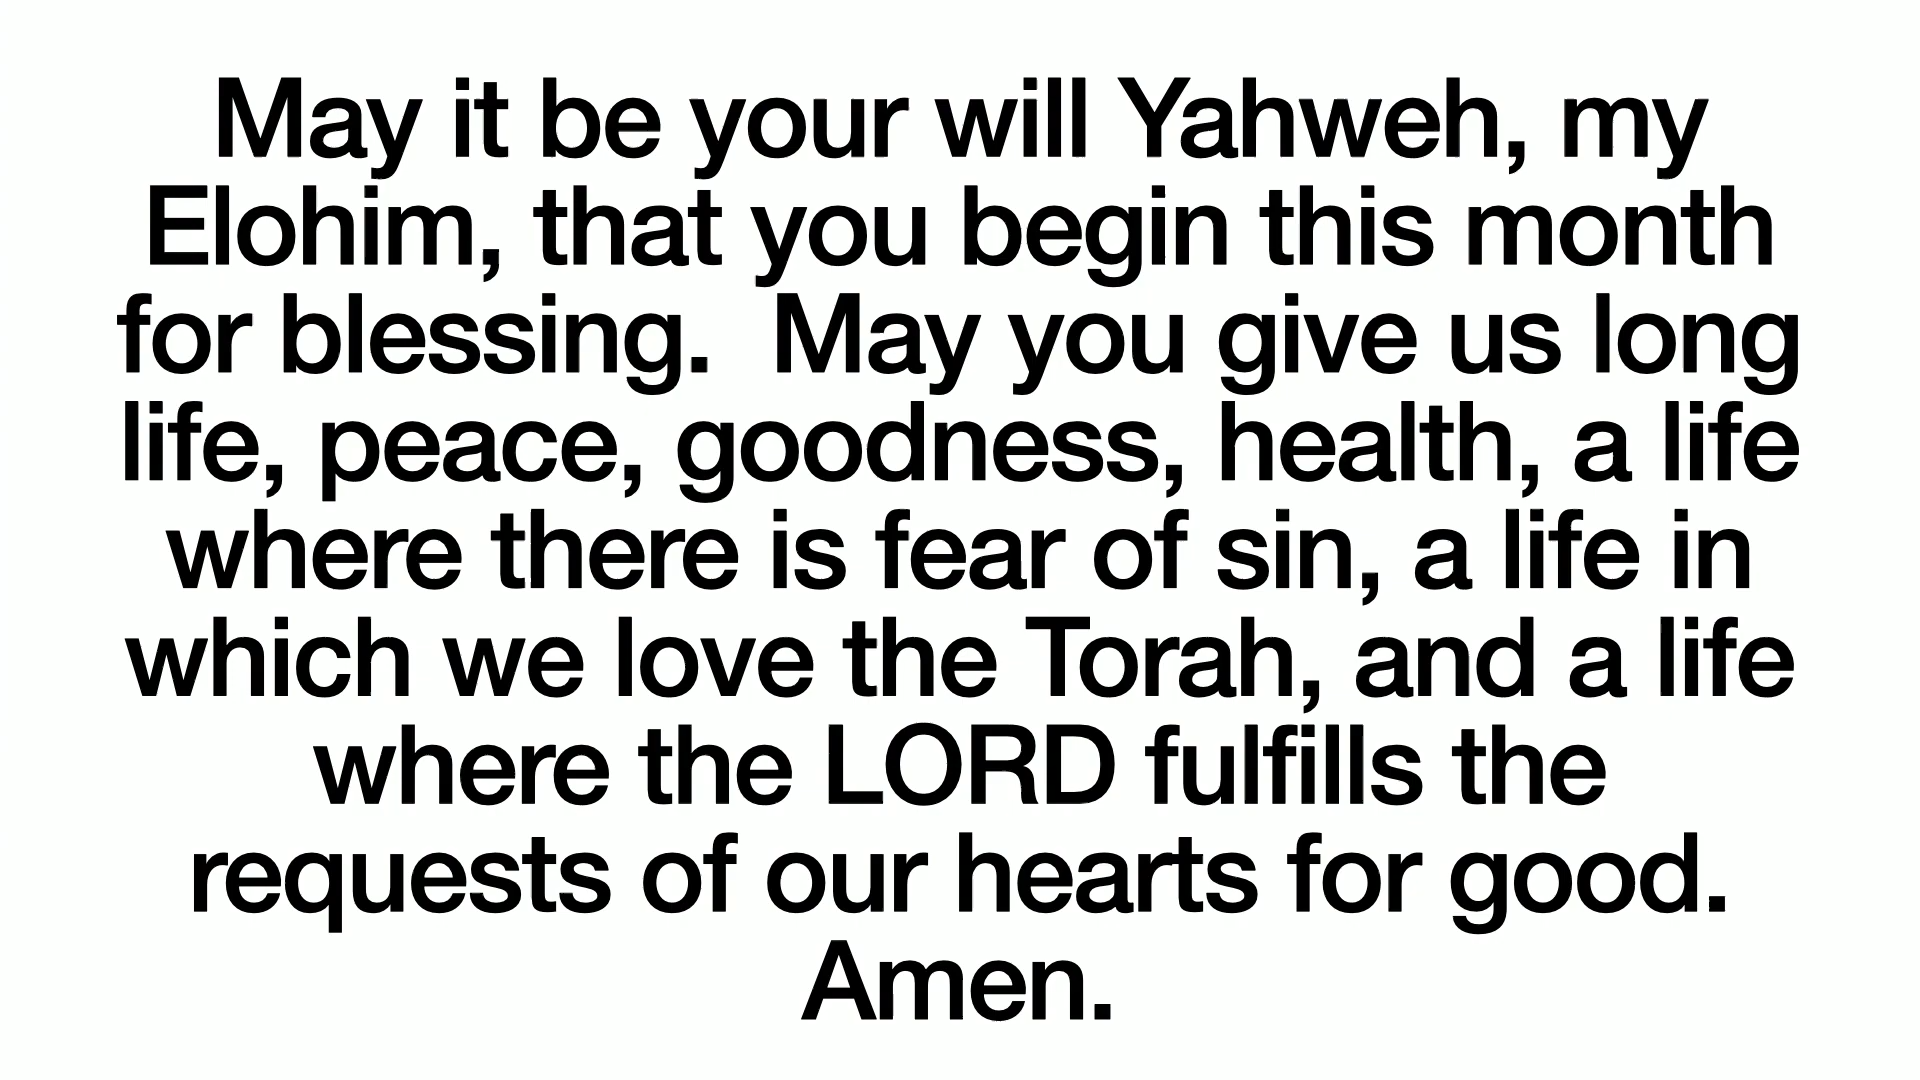 May it be your will Yahweh, my
Elohim, that you begin this month
for blessing.  May you give us long
life, peace, goodness, health, a life
where there is fear of sin, a life in
which we love the Torah, and a life
where the LORD fulfills the
requests of our hearts for good.
Amen.